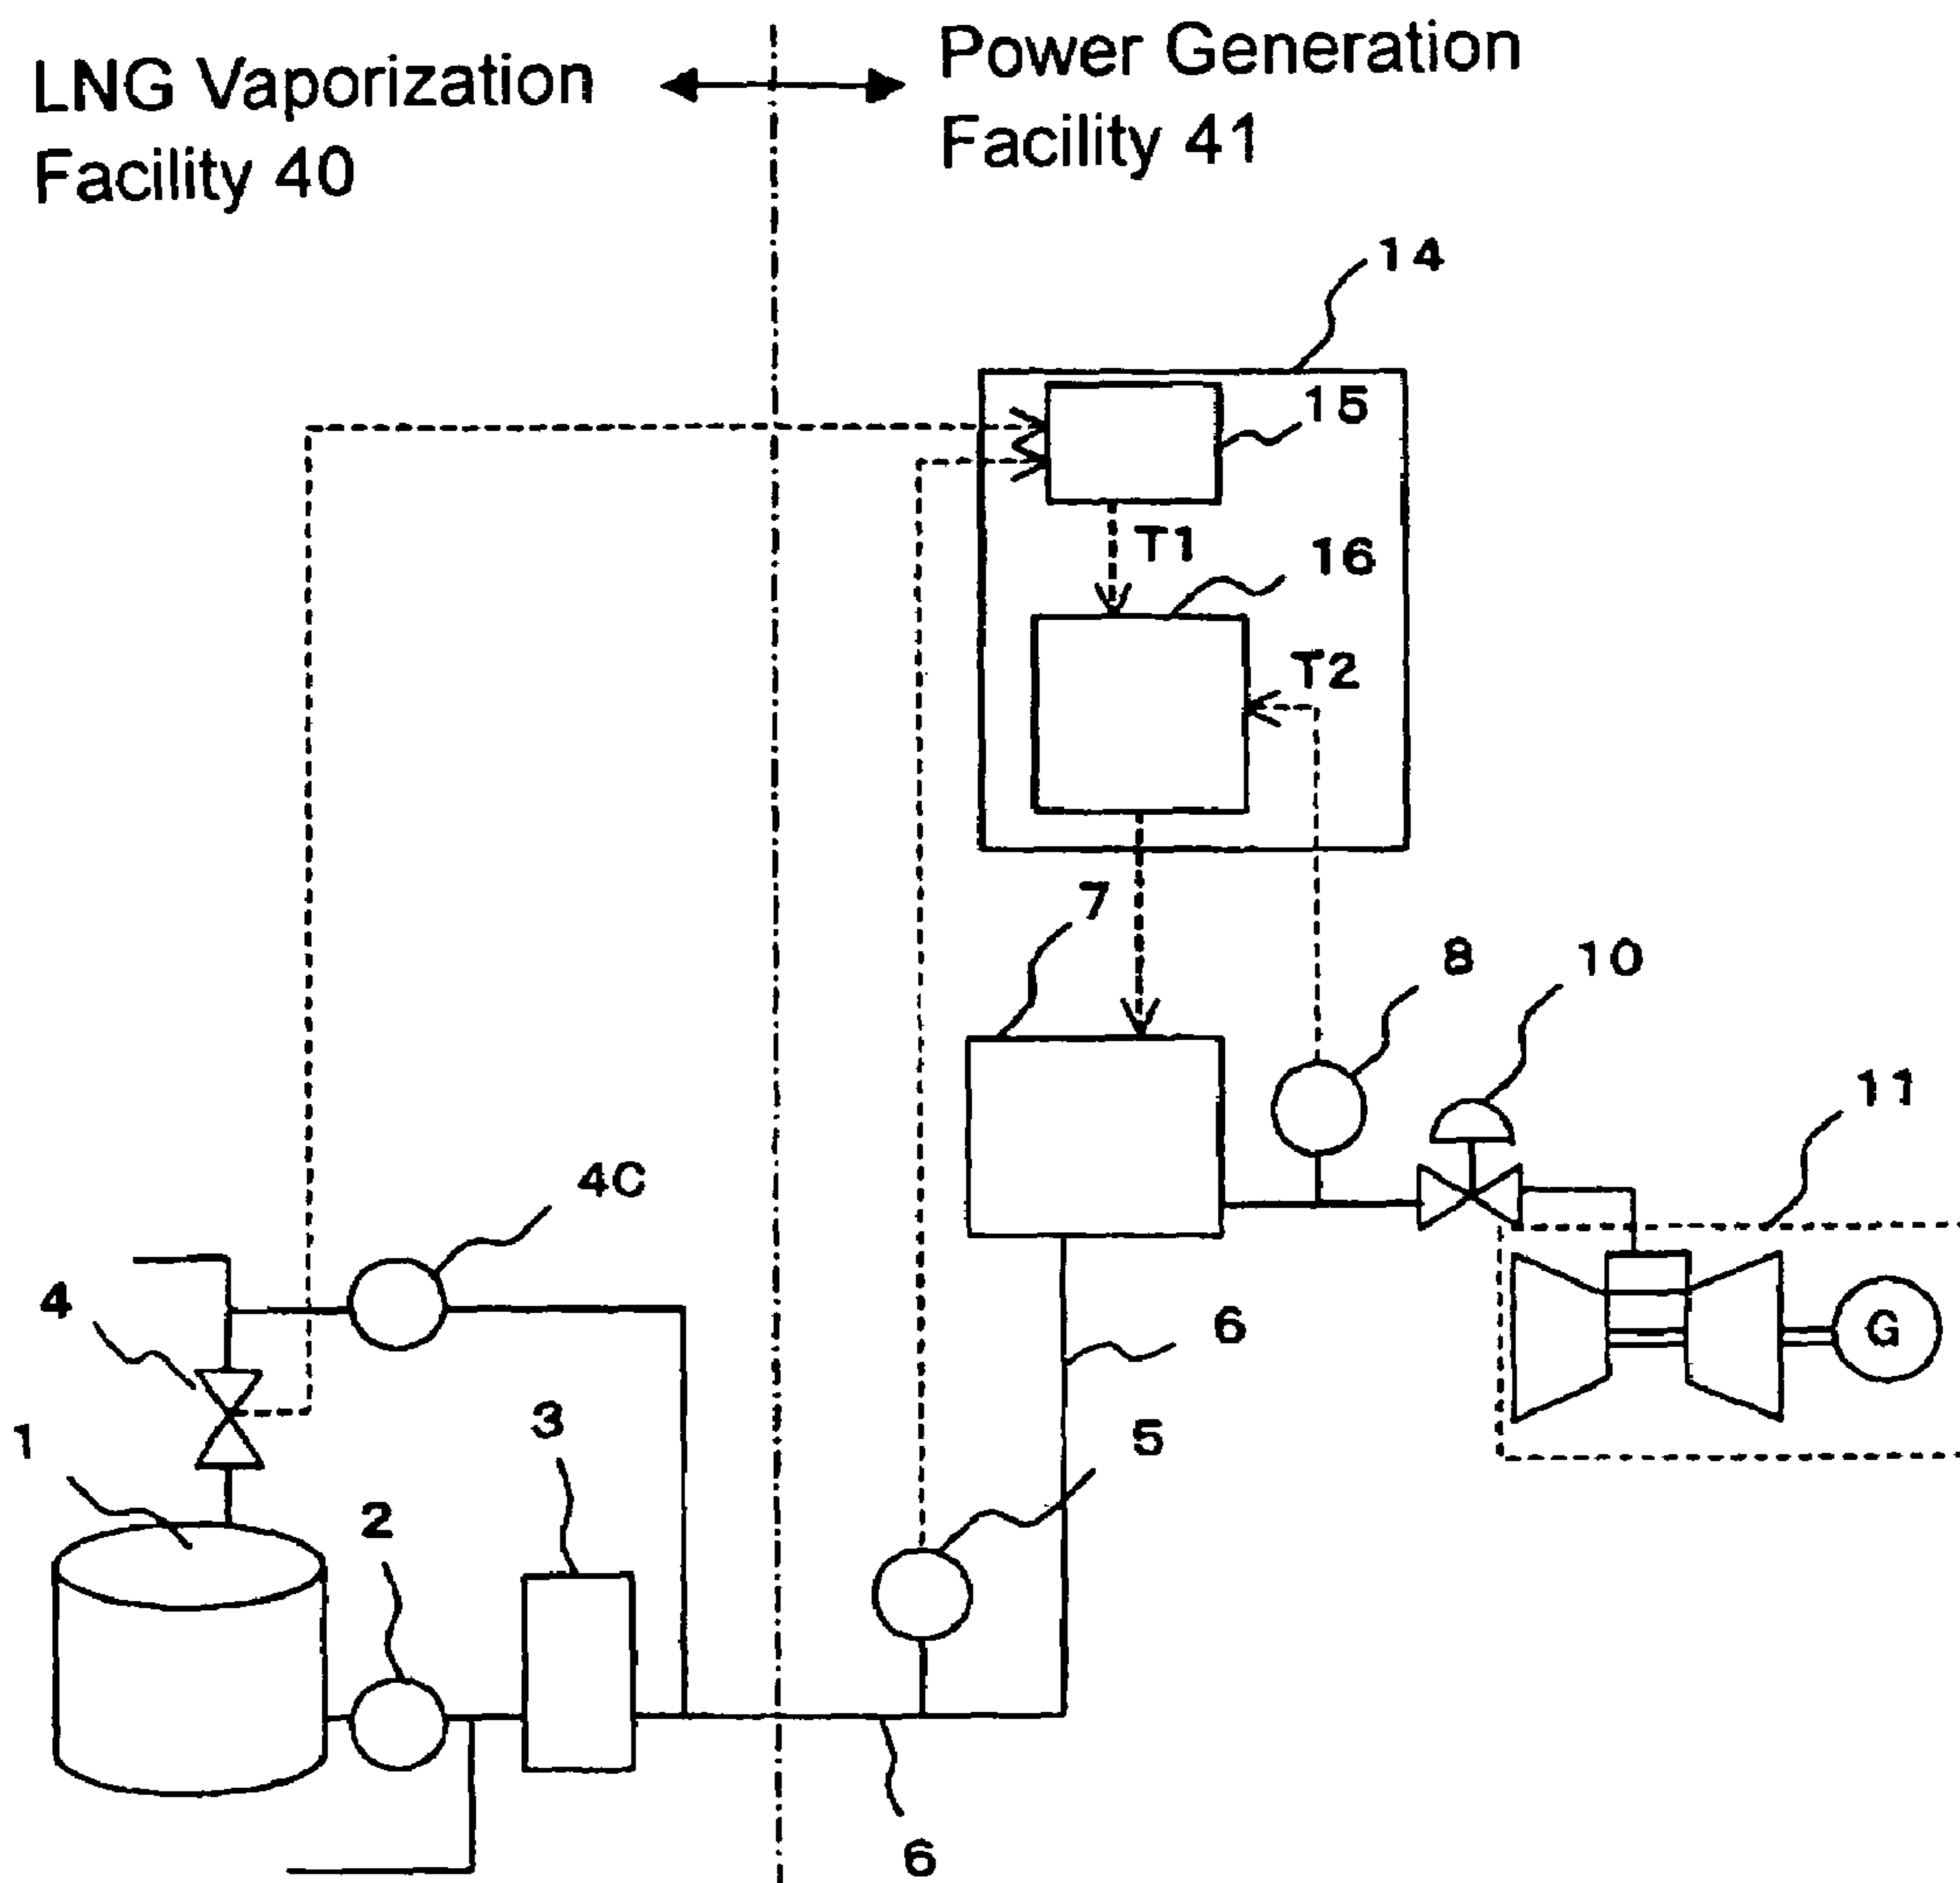 LNG Vaporization
Facility 40
Power Generation
Facility 41
14
15
T1
16
T2
7
8
10
11
4C
4
6
G
3
5
1
2
6